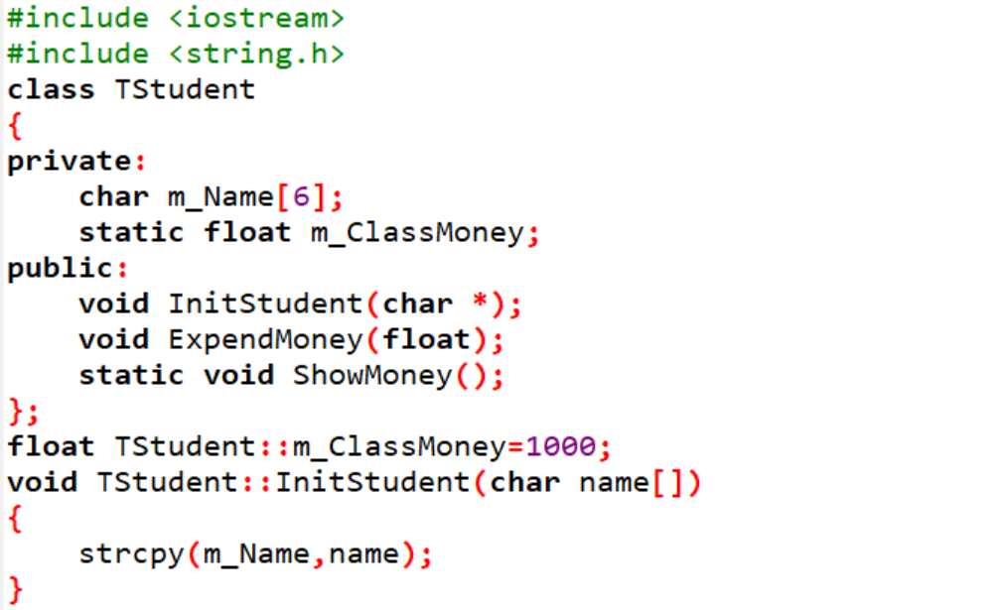 #include <iostream>
#include <string.h>
class TStudent
{
private:
    char m_Name[6];
    static float m_ClassMoney;
public:
    void InitStudent(char *);
    void ExpendMoney(float);
    static void ShowMoney();
};
float TStudent::m_ClassMoney=1000;
void TStudent::InitStudent(char name[])
{
    strcpy(m_Name,name);
}